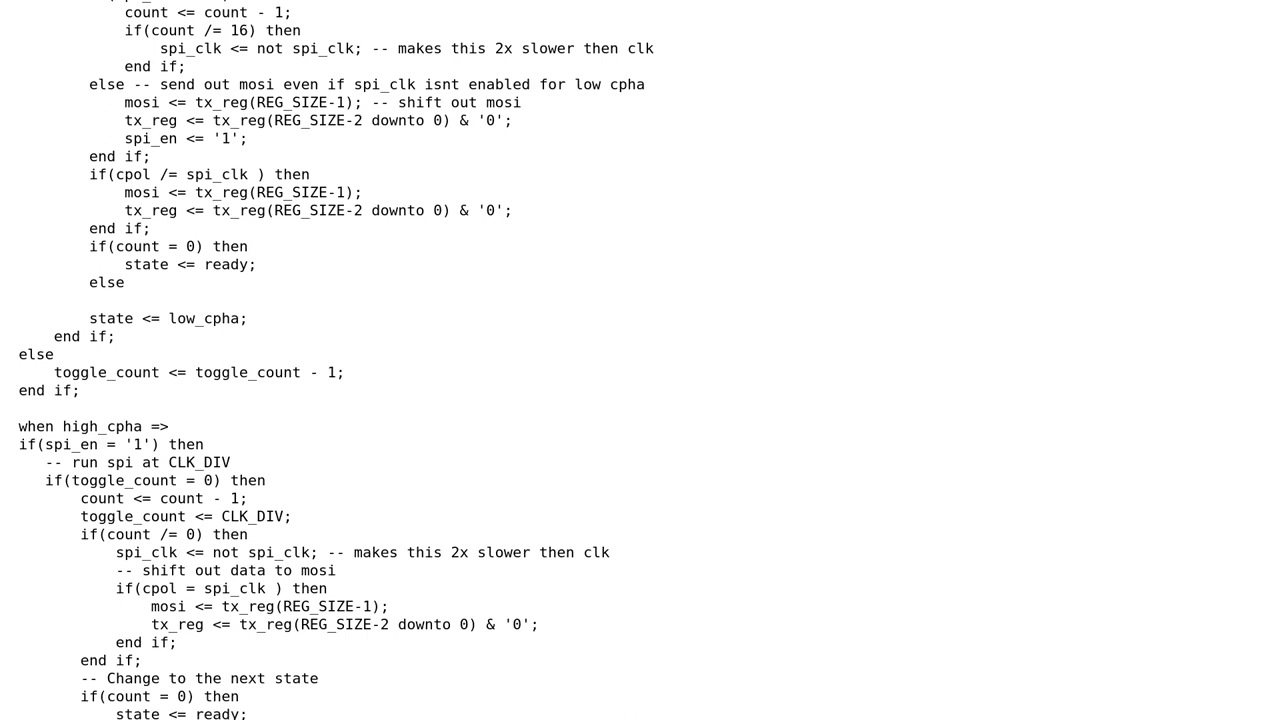 count <= count - 1;
if(count /= 16) then
spi_clk <= not spi_clk; -- makes this 2x slower then clk
end if;
else -- send out mosi even if spi_clk isnt enabled for low cpha
mosi <= tx_reg(REG_SIZE-1); -- shift out mosi
tx_reg <= tx_reg(REG_SIZE-2 downto 0) & '0';
spi_en <= '1';
end if;
if(cpol /= spi_clk ) then
mosi <= tx_reg(REG_SIZE-1);
tx_reg <= tx_reg(REG_SIZE-2 downto 0) & '0';
end if;
if(count = 0) then
state <= ready;
else
state <= low_cpha;
end if;
else
toggle_count <= toggle_count - 1;
end if;
when high_cpha =>
if(spi_en = '1') then
-- run spi at CLK_DIV
if(toggle_count = 0) then
count <= count - 1;
toggle_count <= CLK_DIV;
if(count /= 0) then
spi_clk <= not spi_clk; -- makes this 2x slower then clk
-- shift out data to mosi
if(cpol = spi_clk ) then
mosi <= tx_reg(REG_SIZE-1);
tx_reg <= tx_reg(REG_SIZE-2 downto 0) & '0';
end if;
end if;
-- Change to the next state
if(count = 0) then
state <= ready;